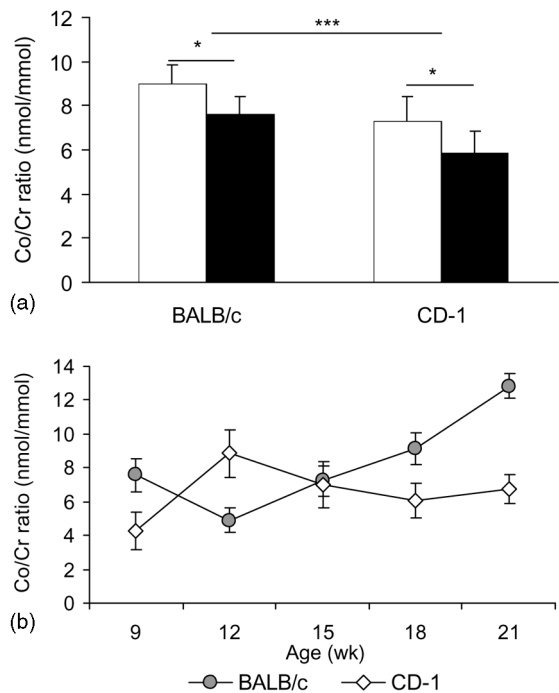 12
10
8
6
4
2
0
Co/Cr ratio (nmol/mmol)
*
***
*
BALB/c CD-1
(a)
14
12
10
8
6
4
2
0
Co/Cr ratio (nmol/mmol)
9 12 15 18 21
Age (wk)
(b)
BALB/c CD-1